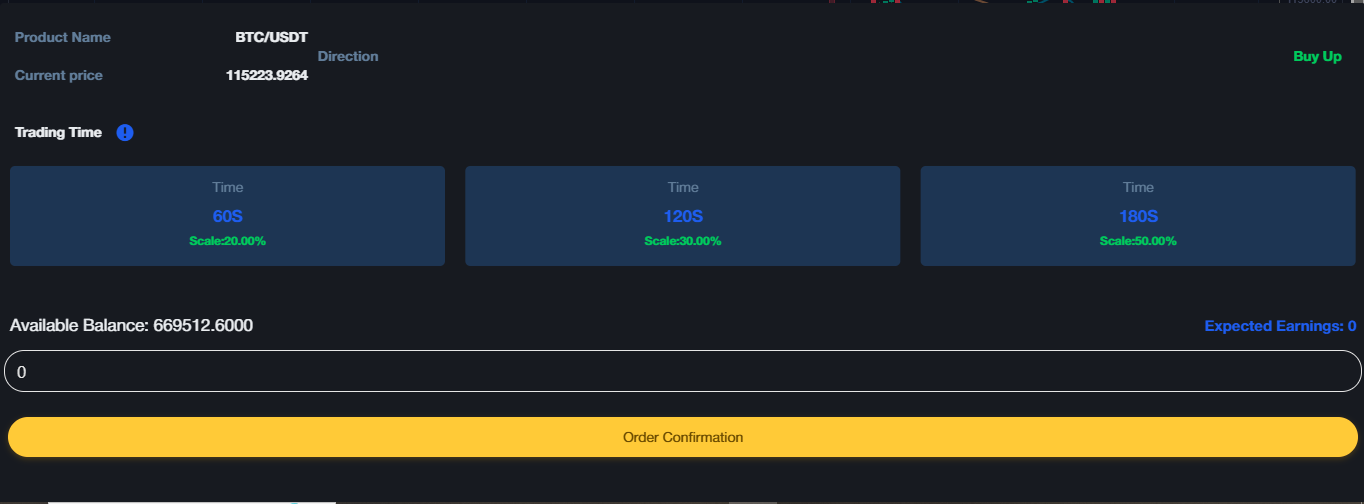 Product Name
BTC/USDT
Direction
Buy Up
Current price
115223.9264
Trading Time
Time
60S
Scale:20.00%
Time
120S
Scale:30.00%
Time
180S
Scale:50.00%
Available Balance: 669512.6000
Expected Earnings: 0
0
Order Confirmation